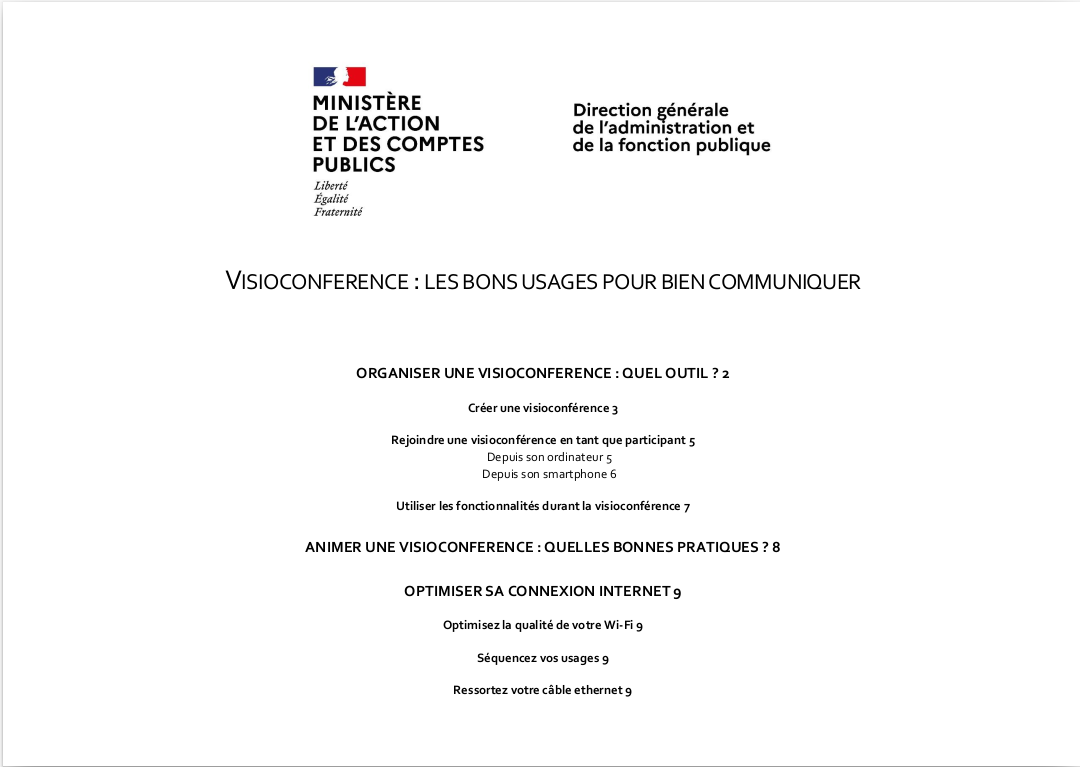 MINISTÈRE
DE L'ACTION
ET DES COMPTES
PUBLICS
Liberté
Égalité
Fraternité
Direction générale
de l'administration et
de la fonction publique
VISIOCONFERENCE : LES BONS USAGES POUR BIEN COMMUNIQUER
ORGANISER UNE VISIOCONFERENCE : QUEL OUTIL ? 2
Créer une visioconférence 3
Rejoindre une visioconférence en tant que participant 5
Depuis son ordinateur 5
Depuis son smartphone 6
Utiliser les fonctionnalités durant la visioconférence 7
ANIMER UNE VISIOCONFERENCE : QUELLES BONNES PRATIQUES ? 8
OPTIMISER SA CONNEXION INTERNET 9
Optimisez la qualité de votre Wi-Fi 9
Séquencez vos usages 9
Ressortez votre câble ethernet 9